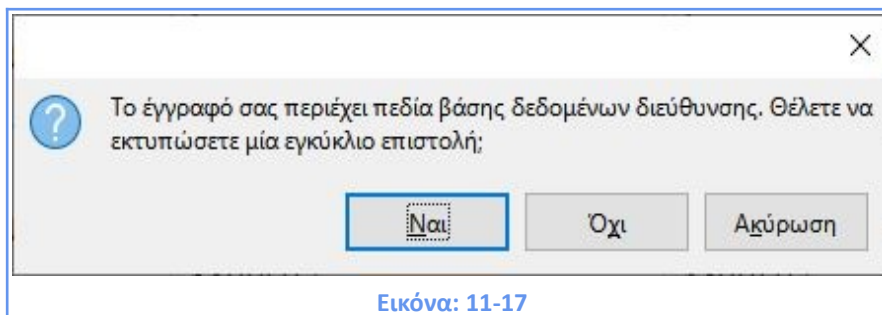 Το έγγραφό σας περιέχει πεδία βάσης δεδομένων διεύθυνσης. Θέλετε να
εκτυπώσετε μία εγκύκλιο επιστολή;
Ναι
Όχι
Ακύρωση
Εικόνα: 11-17